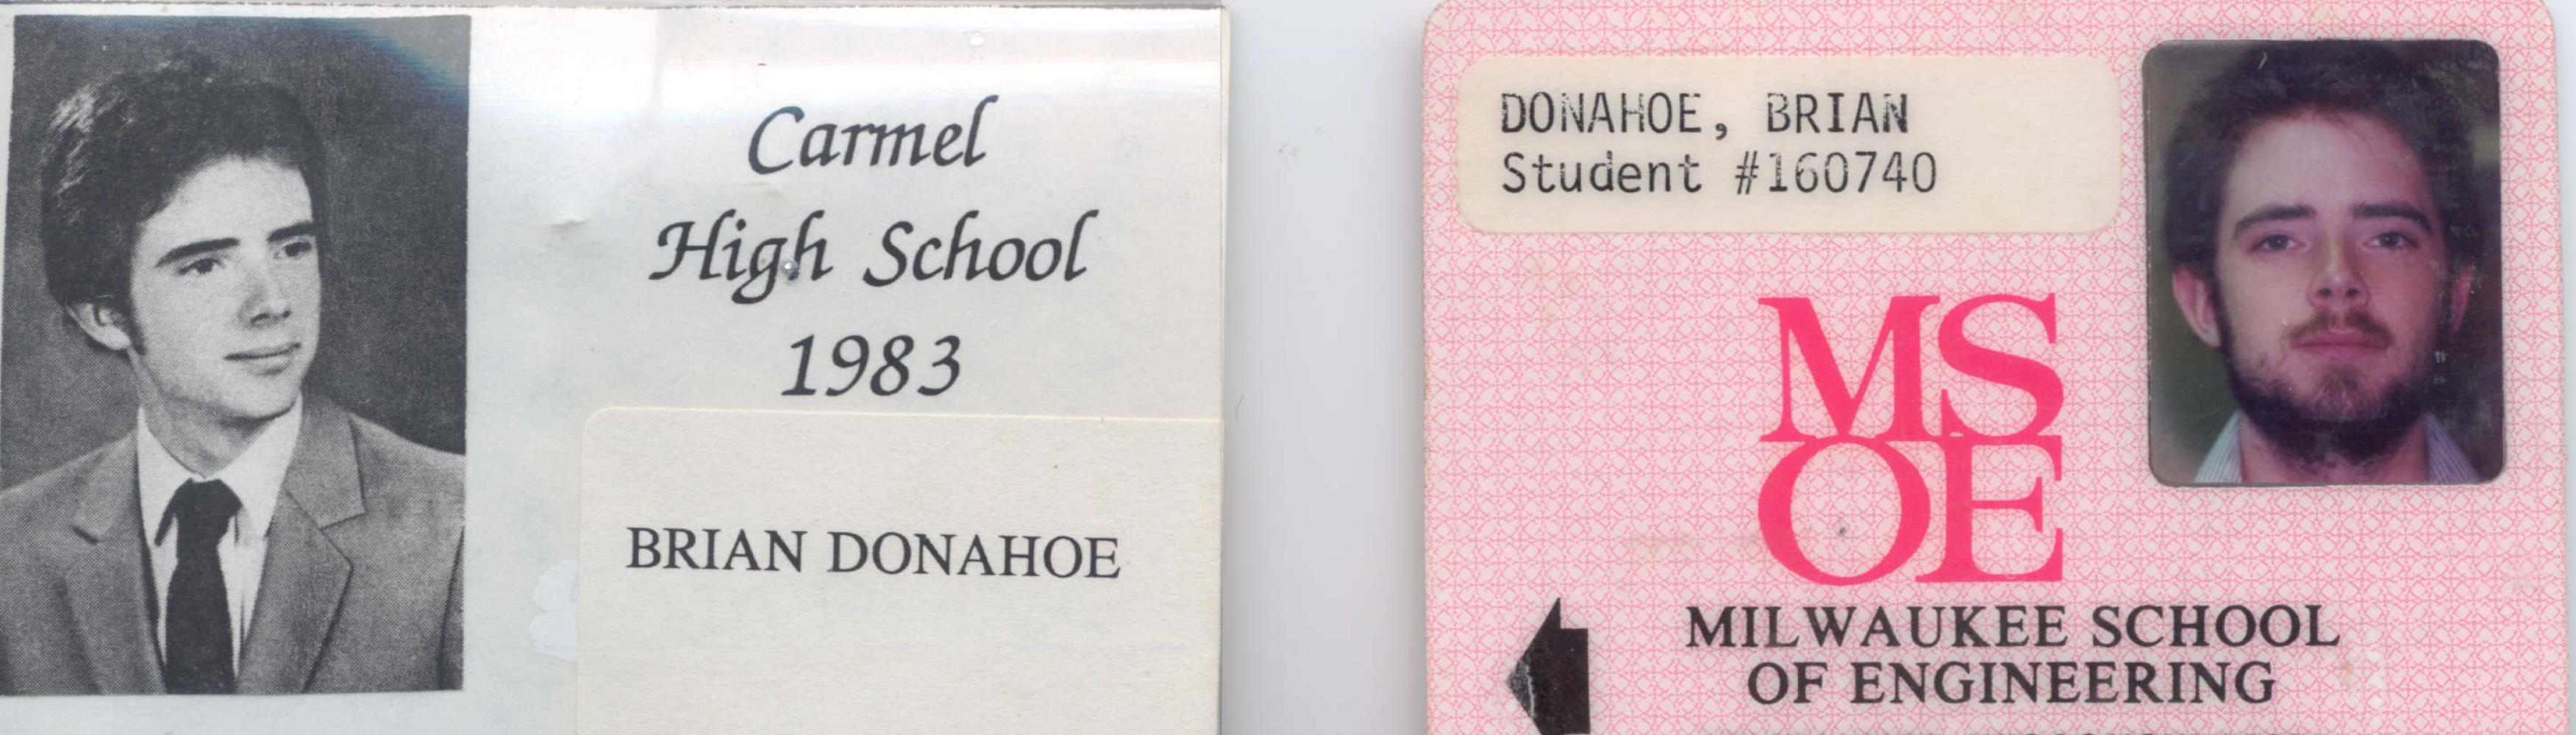 Carmel
High School
1983
BRIAN DONAHOE
DONAHOE, BRIAN
Student #160740
MS
OE
MILWAUKEE SCHOOL
OF ENGINEERING